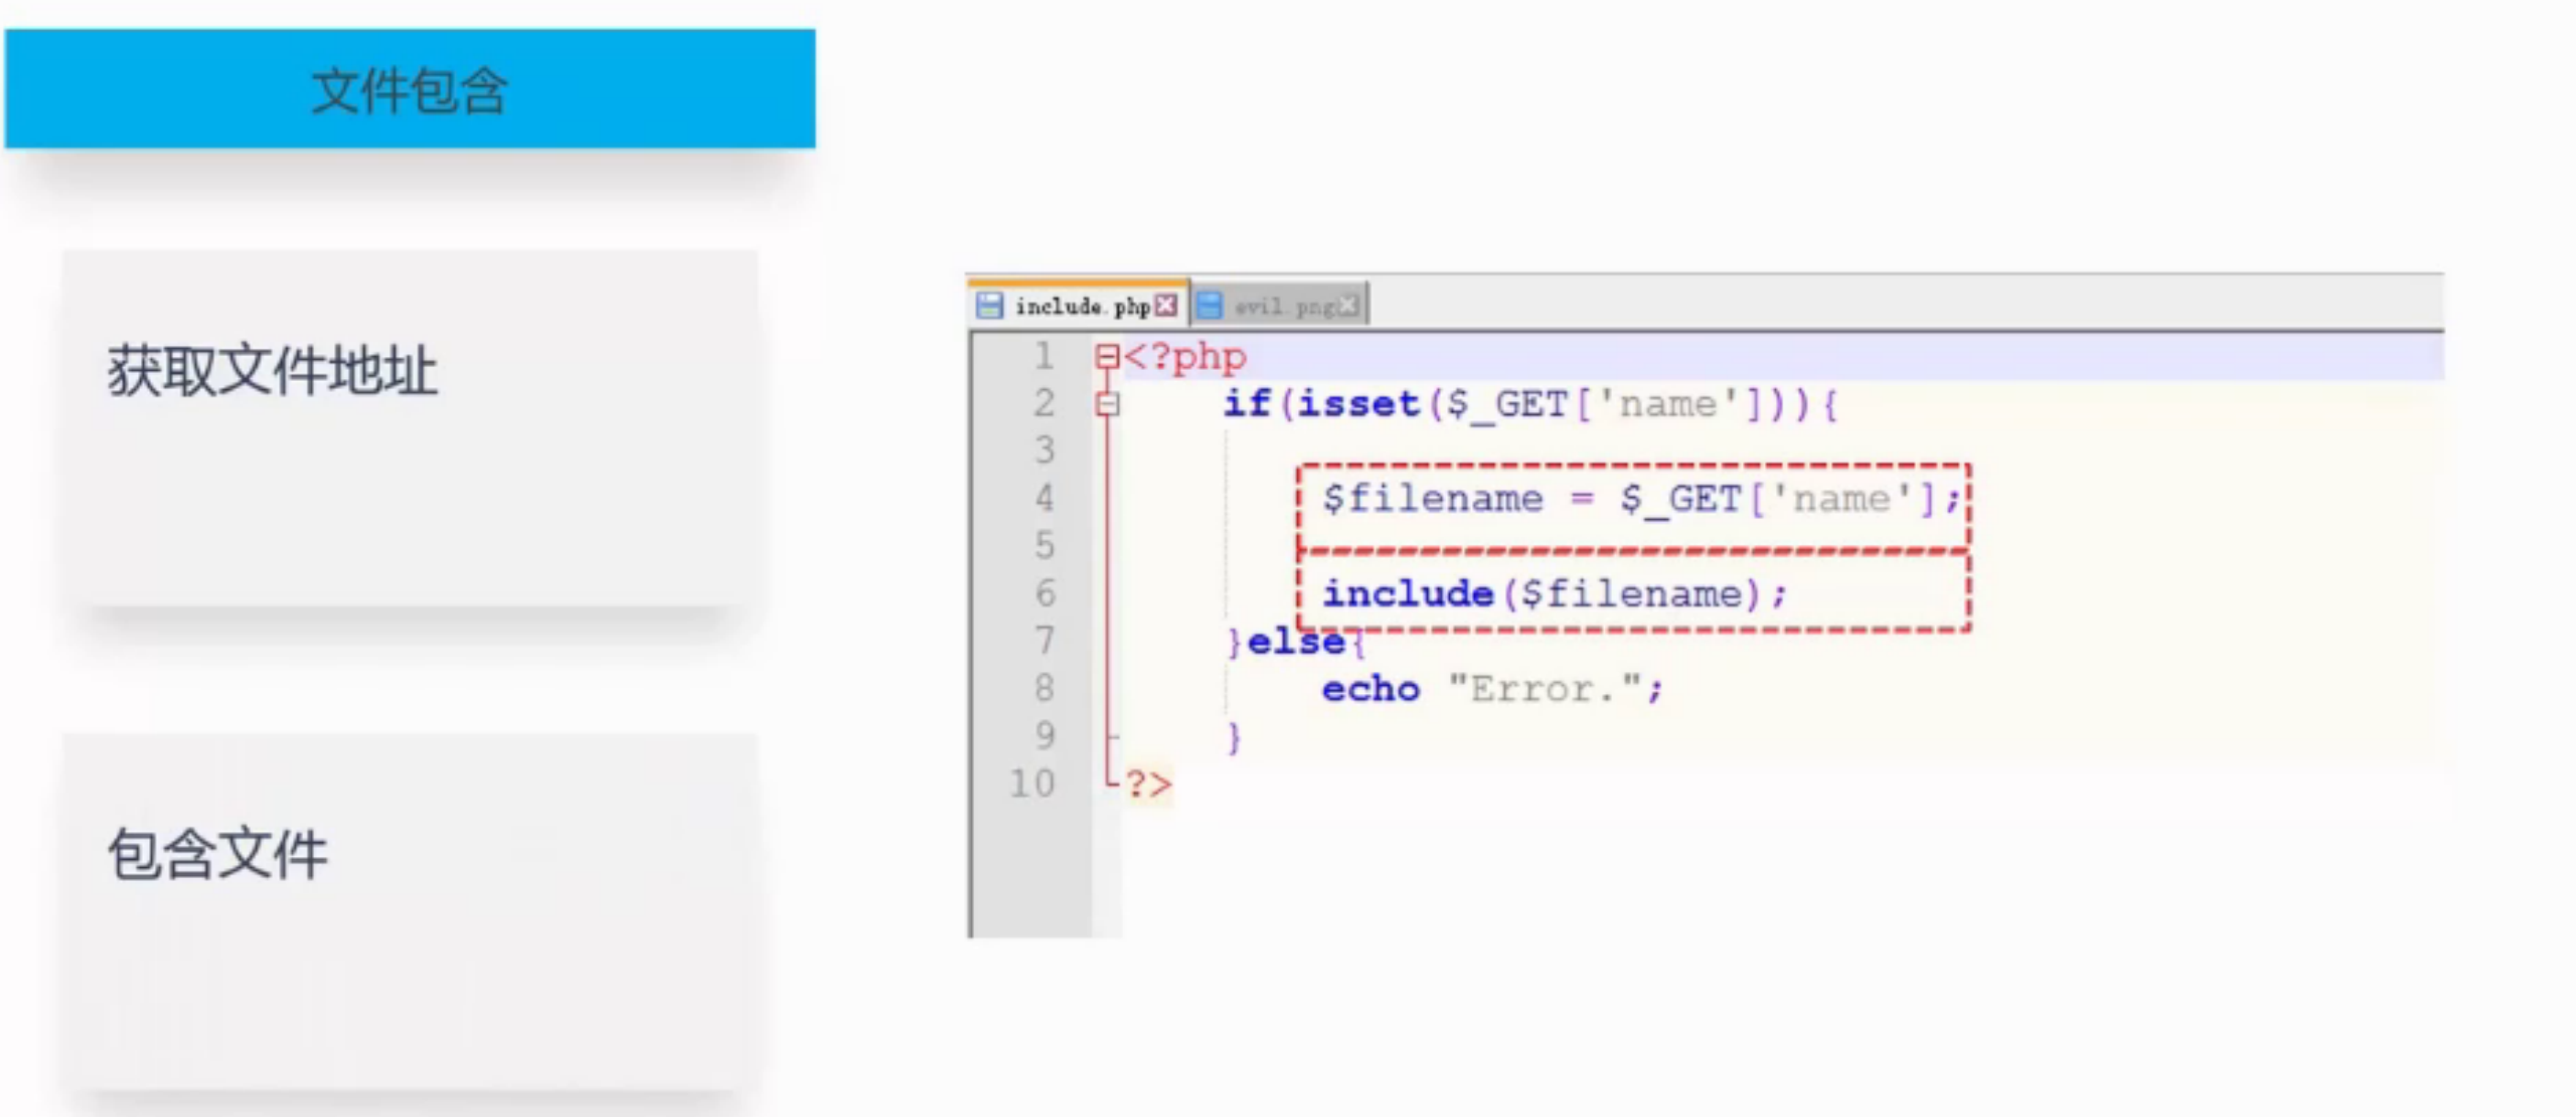 文件包含
获取文件地址
包含文件
include.php evil.png
1 <?php
2 if(isset($_GET['name'])){
3
4 $filename = $_GET['name'];
5
6 include($filename);
7 }else{
8 echo "Error.";
9 }
10 ?>